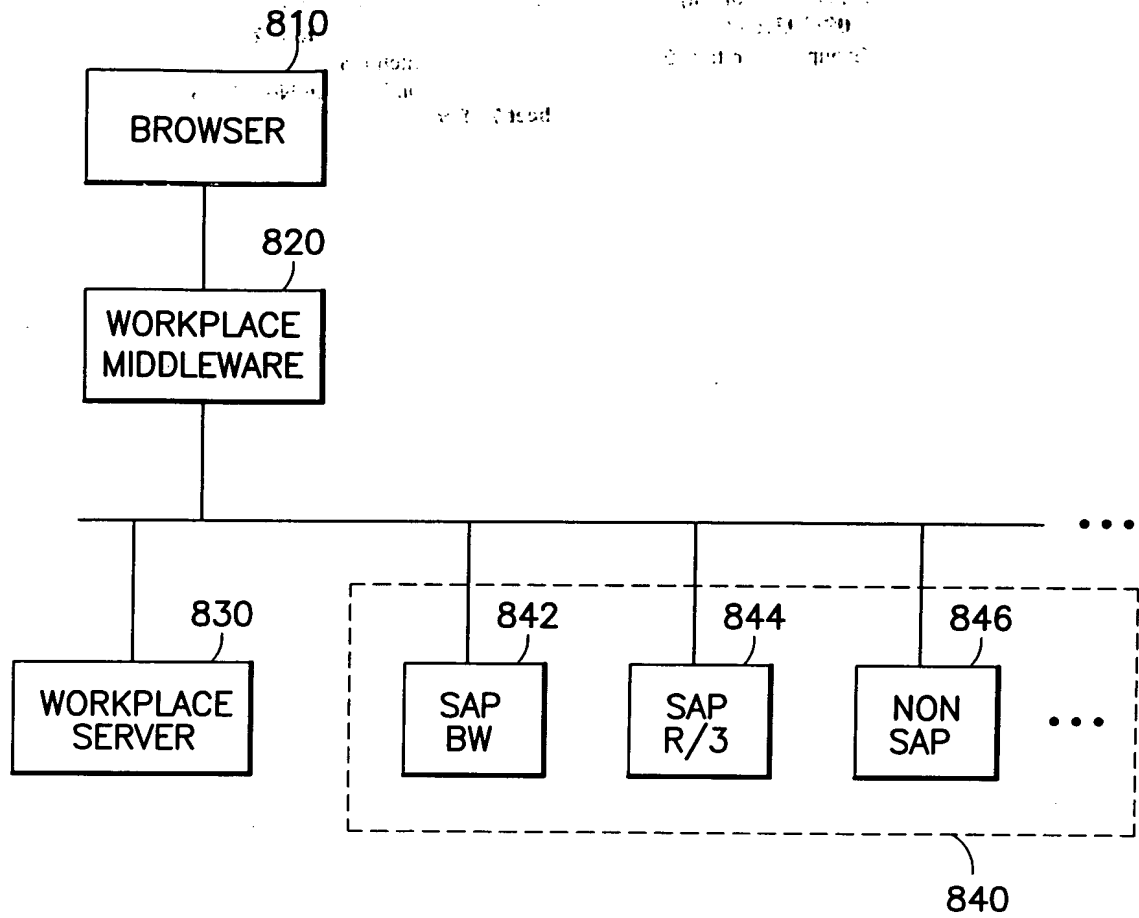 810
BROWSER
820
WORKPLACE
MIDDLEWARE
830
842
844
846
WORKPLACE
SERVER
SAP
BW
SAP
R/3
NON
SAP
840